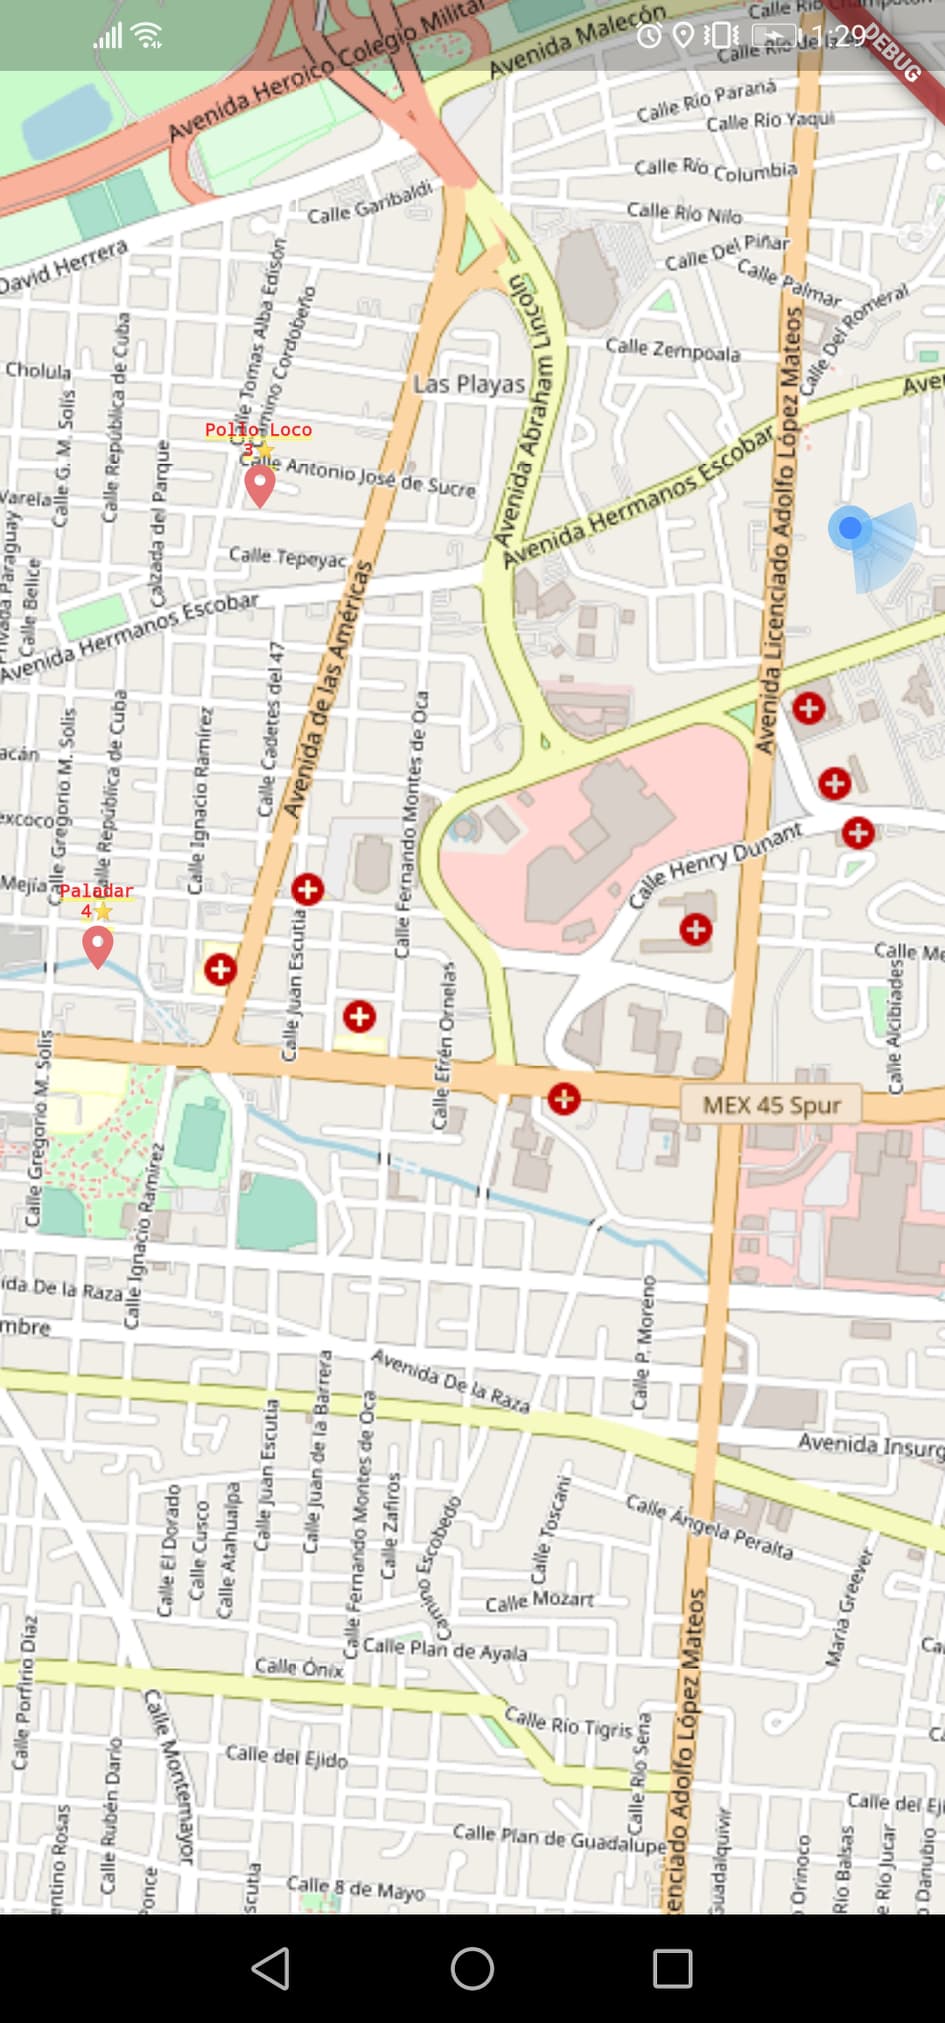 1:29
DEBUG
Avenida Heroico Colegio Militar
Avenida Malecón
Calle Río de la
Calle Río Paraná
Calle Río Yaqui
Calle Río Columbia
Calle Garibaldi
Calle Río Nilo
Calle Del Piñar
David Herrera
Calle Palmar
Calle Del Romeral
Calle Tomas Alba Edisón
Camino Cordobeño
Avenida Abraham Lincoln
Calle Zempoala
Avenida Licenciado Adolfo López Mateos
Cholula
Las Playas
Aven
Calle República de Cuba
Calle G. M. Solis
Pollo Loco
3
Calle Antonio José de Sucre
Avenida Hermanos Escobar
Calzada del Parque
Varela
Calle Tepeyac
Paraguay
Calle Belice
Avenida Hermanos Escobar
Avenida de las Américas
Calle Cadetes del 47
Calle Fernando Montes de Oca
Calle Ignacio Ramírez
Calle República de Cuba
Calle Gregorio M. Solis
acán
excoco
Mejía
Calle Henry Dunant
Paladar
4
Calle Juan Escutia
Calle Efrén Ornelas
Calle Me
Calle Alcibiades
MEX 45 Spur
Calle Gregorio M. Solis
Calle Ignacio Ramírez
ida De la Raza
mbre
Calle P. Moreno
Avenida De la Raza
Avenida Insurg
Calle Juan Escutia
Calle Juan de la Barrera
Calle Fernando Montes de Oca
Calle Zafiros
Calle El Dorado
Calle Cusco
Calle Atahualpa
Camino Escobedo
Calle Toscani
Calle Ángela Peralta
Calle Mozart
María Greever
Calle Plan de Ayala
Ca
Calle Porfirio Díaz
Calle Ónix
Calle Montemayor
Calle Río Tigris
Calle Río Sena
enciado Adolfo López Mateos
Calle del Ejido
Calle Rubén Darío
Calle del Ej
Calle Plan de Guadalupe
entino Rosas
Ponce
scutia
Calle 8 de Mayo
Guadalquivir
Orinoco
Río Balsas
e Río Jucar
Danubio